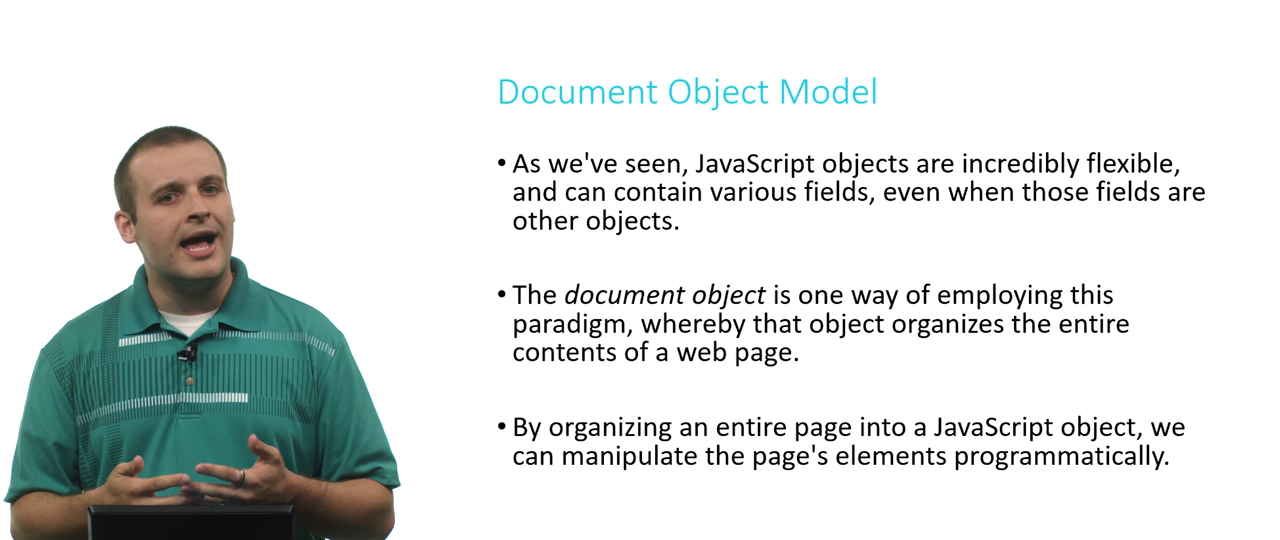 Document Object Model
• As we've seen, JavaScript objects are incredibly flexible,
and can contain various fields, even when those fields are
other objects.
• The document object is one way of employing this
paradigm, whereby that object organizes the entire
contents of a web page.
• By organizing an entire page into a JavaScript object, we
can manipulate the page's elements programmatically.